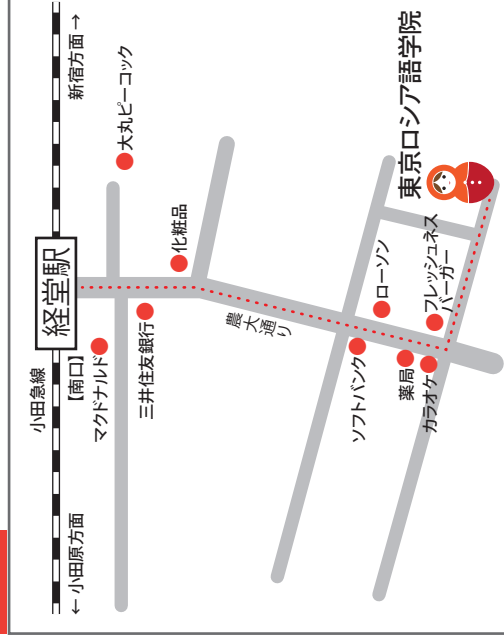 新宿方面 →
大丸ピーコック
経堂駅
化粧品
東京ロシア語学院
小田急線
【南口】
マクドナルド
三井住友銀行
農大通り
ローソン
フレッシュネス
バーガー
ソフトバンク
薬局
カラオケ
← 小田原方面